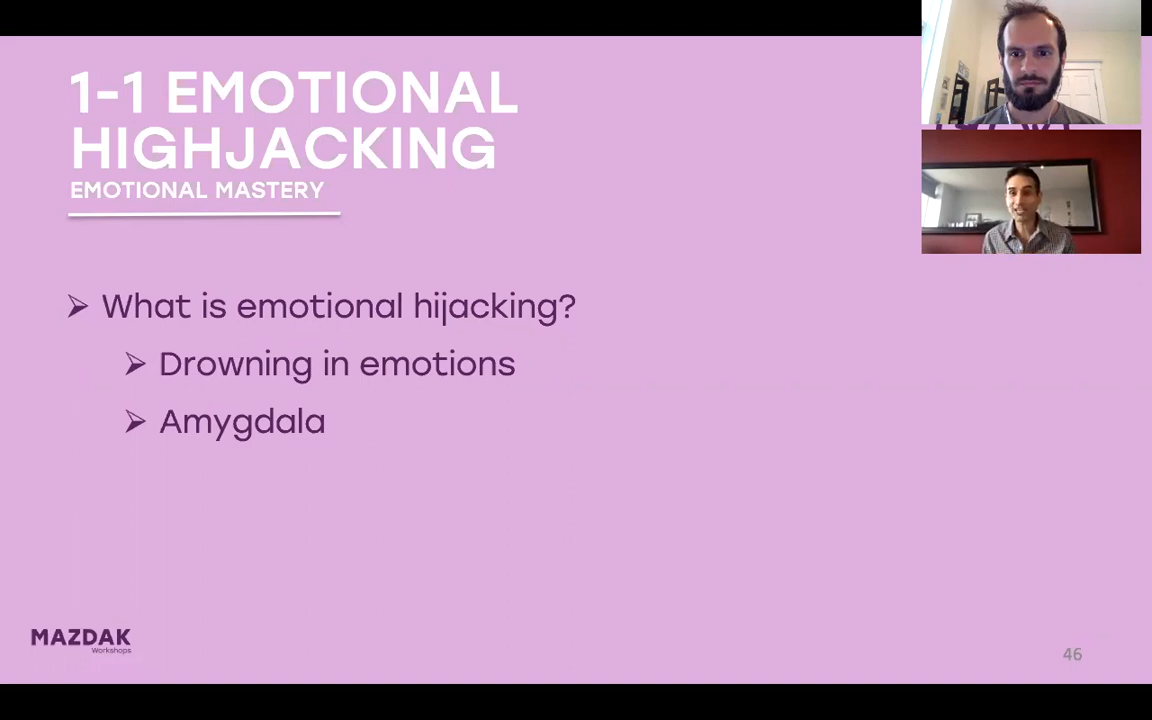 1-1 EMOTIONAL
HIGHJACKING
EMOTIONAL MASTERY
What is emotional hijacking?
Drowning in emotions
Amygdala
MAZDAK
Workshops
46